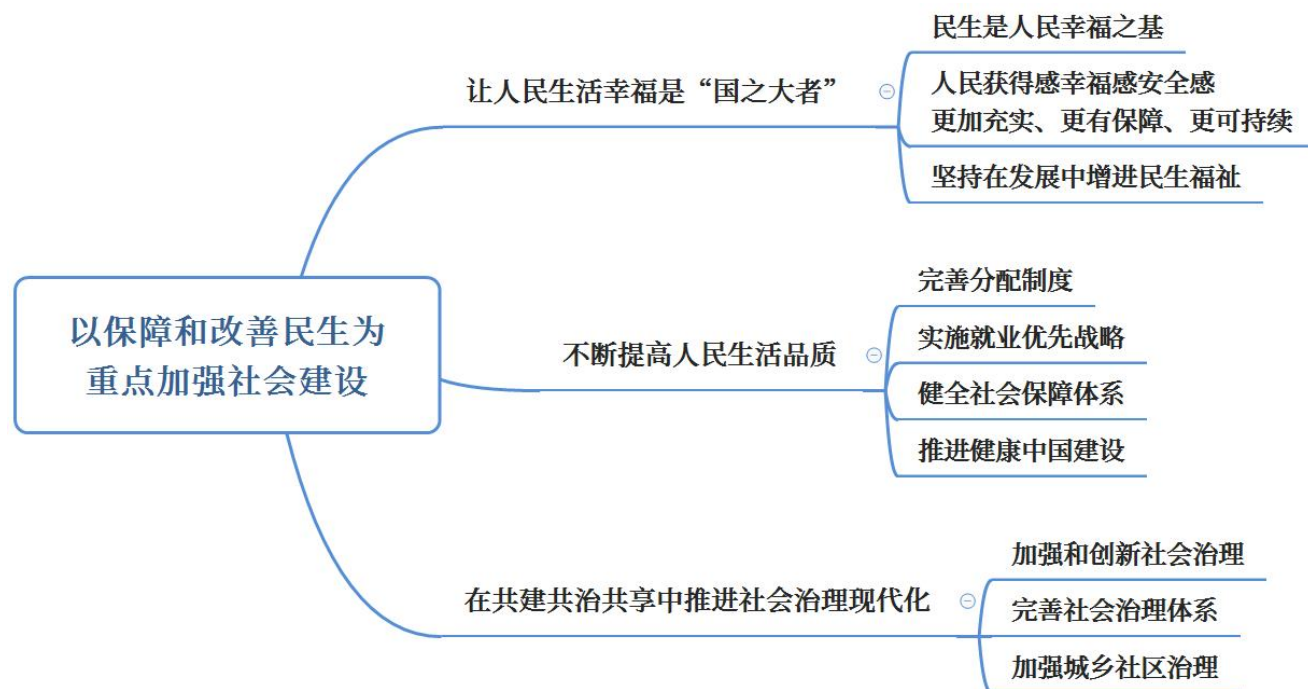 民生是人民幸福之基
让人民生活幸福是“国之大者”
人民获得感幸福感安全感
更加充实、更有保障、更可持续
坚持在发展中增进民生福祉
以保障和改善民生为
重点加强社会建设
完善分配制度
不断提高人民生活品质
实施就业优先战略
健全社会保障体系
推进健康中国建设
加强和创新社会治理
在共建共治共享中推进社会治理现代化
完善社会治理体系
加强城乡社区治理